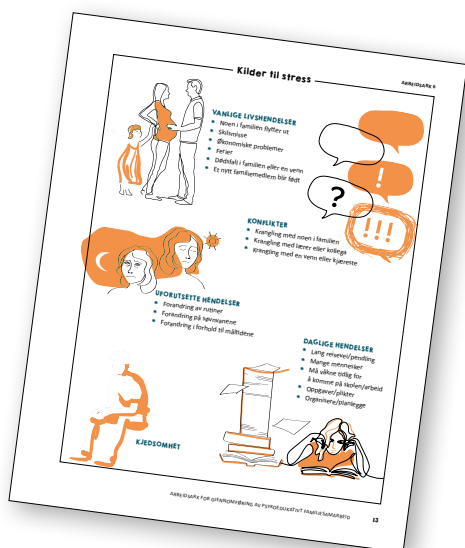 Kilder til stress
ARBEIDSARK 6
VANLIGE LIVSHENDELSER
• Noen i familien flytter ut
• Skilsmisse
• Økonomiske problemer
• Ferier
• Dødsfall i familien eller en venn
• Et nytt familiemedlem blir født
!
?
!!!
KONFLIKTER
• Krangling med noen i familien
• Krangling med lærer eller kollega
• Krangling med en venn eller kjæreste
UFORUTSETTE HENDELSER
• Forandring av rutiner
• Forandring på søvnvanene
• Forandring i forhold til måltidene
DAGLIGE HENDELSER
• Lang reisevei/pendling
• Mange mennesker
• Må våkne tidlig for
å komme på skolen/arbeid
• Oppgaver/plikter
• Organisere/planlegge
KJEDSOMHET
ARBEIDSARK FOR GJENNOMFØRING AV PSYKOEDUKATIVT FAMILIESAMARBEID
13